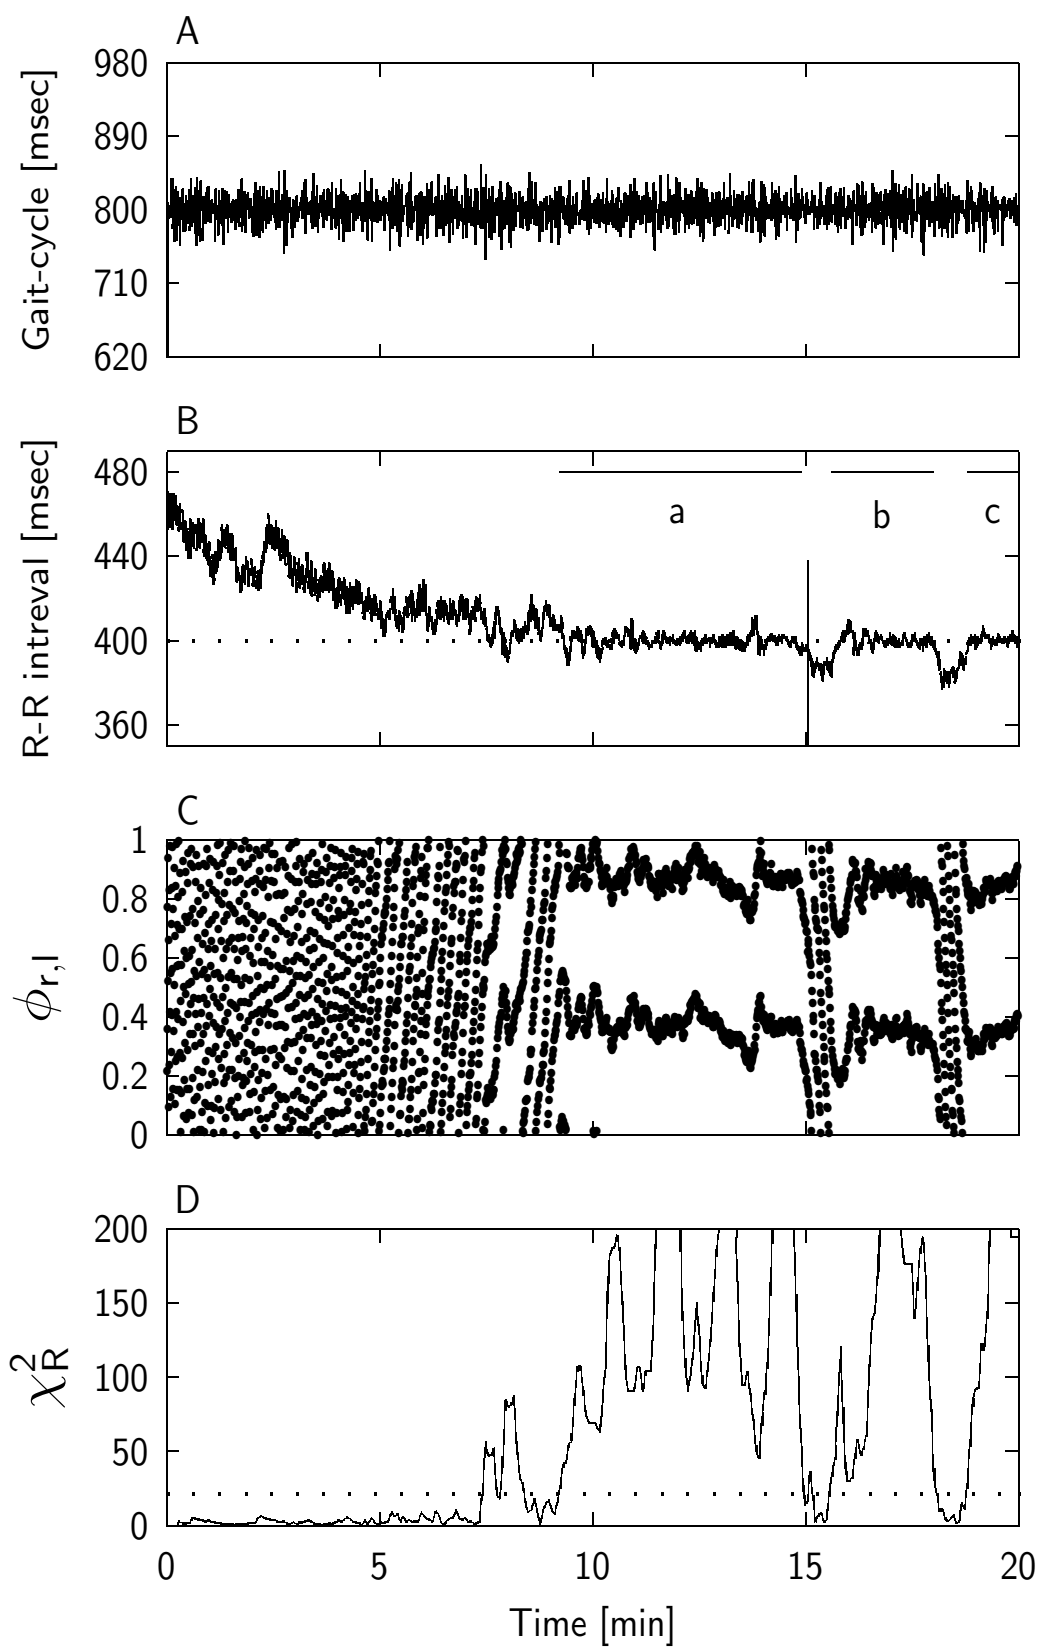 A
Gait-cycle [msec]
980
890
800
710
620
B
R-R intreval [msec]
480
440
400
360
a
b
c
C
ϕr,l
1
0.8
0.6
0.4
0.2
0
D
χ²R
200
150
100
50
0
0 5 10 15 20
Time [min]